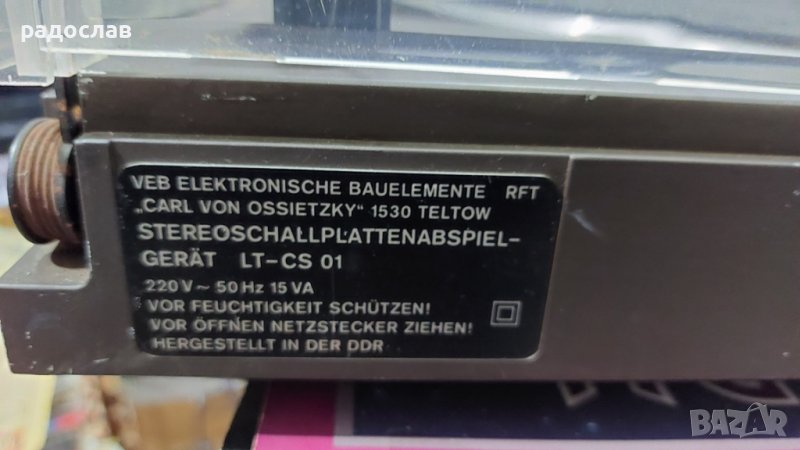 радослав
VEB ELEKTRONISCHE BAUELEMENTE RFT
„CARL VON OSSIETZKY“ 1530 TELTOW
STEREOSCHALLPLATTENABSPIEL-
GERÄT LT-CS 01
220 V ~ 50 Hz 15 VA
VOR FEUCHTIGKEIT SCHÜTZEN!
VOR ÖFFNEN NETZSTECKER ZIEHEN!
HERGESTELLT IN DER DDR
BAZAR